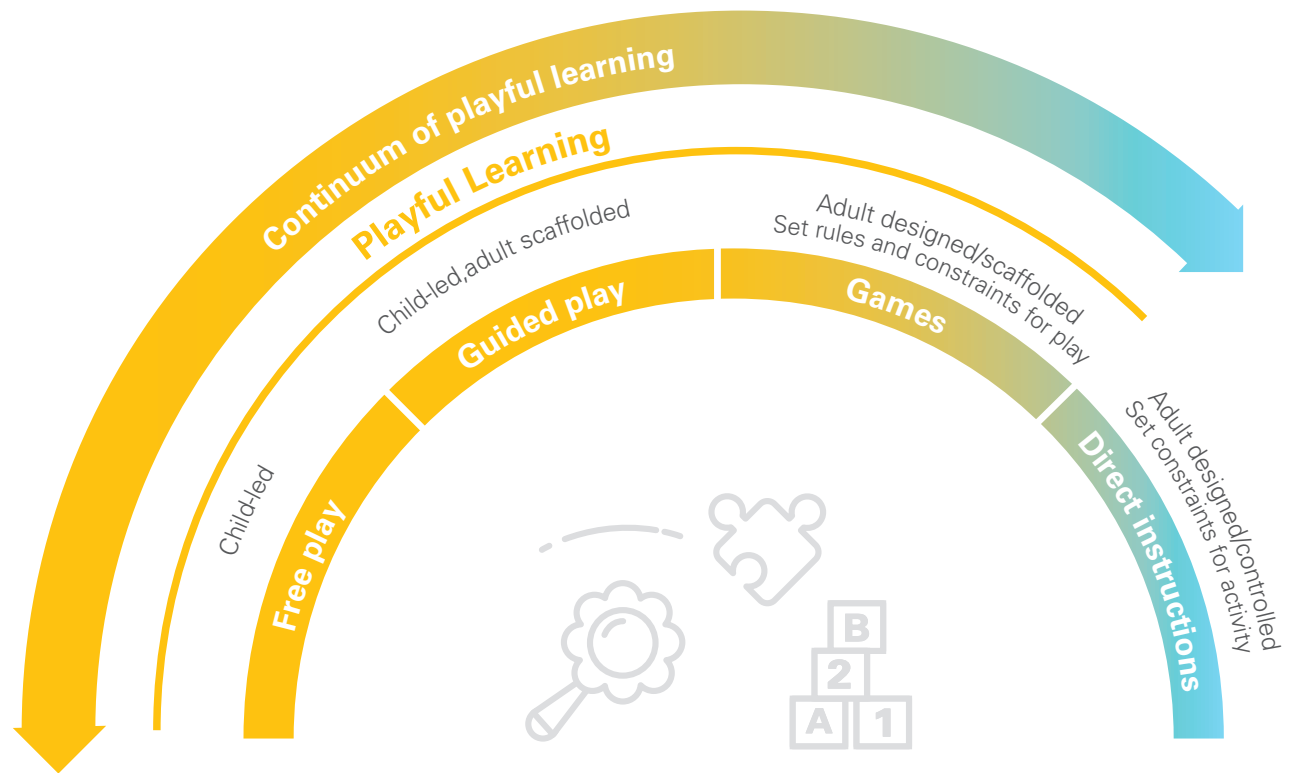 Continuum of playful learning
Playful Learning
Child-led
Free play
Child-led,adult scaffolded
Guided play
Adult designed/scaffolded
Set rules and constraints for play
Games
Adult designed/controlled
Set constraints for activity
Direct instructions
B
2
A 1